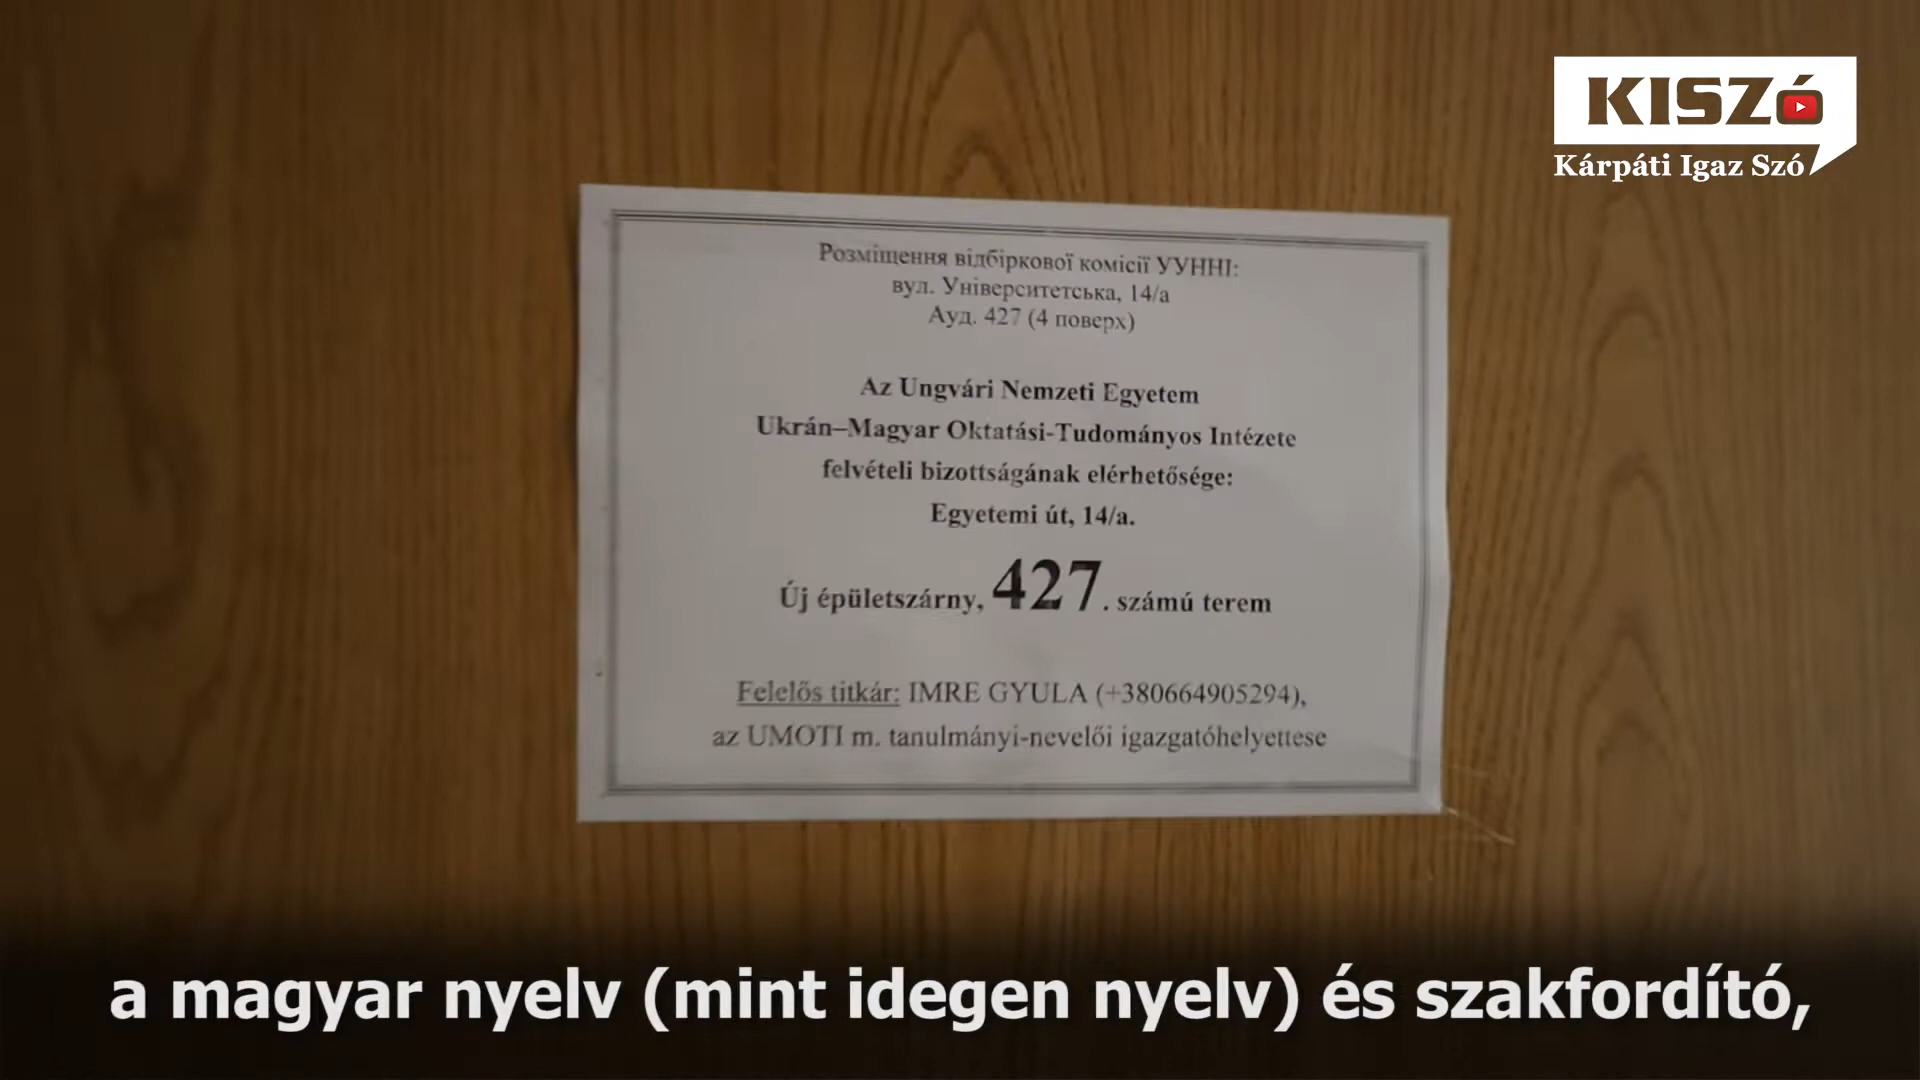 KISZó
Kárpáti Igaz Szó
Розміщення відбіркової комісії УУННІ:
вул. Університетська, 14/а
Ауд. 427 (4 поверх)
Az Ungvári Nemzeti Egyetem
Ukrán–Magyar Oktatási-Tudományos Intézete
felvételi bizottságának elérhetősége:
Egyetemi út, 14/a.
Új épületszárny, 427. számú terem
Felelős titkár: IMRE GYULA (+380664905294),
az UMOTI m. tanulmányi-nevelői igazgatóhelyettese
a magyar nyelv (mint idegen nyelv) és szakfordító,